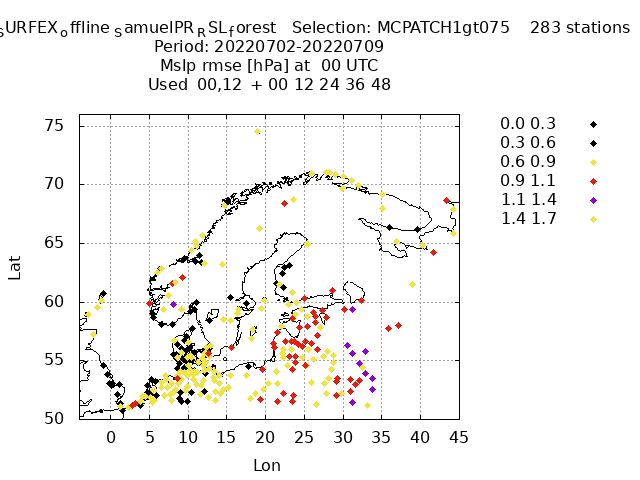 SURFEXoffline SamuelPRRSLforest Selection: MCPATCH1gt075 283 stations
Period: 20220702-20220709
Mslp rmse [hPa] at 00 UTC
Used 00,12 + 00 12 24 36 48
75
70
65
60
55
50
0 5 10 15 20 25 30 35 40 45
Lat
Lon
0.0 0.3
0.3 0.6
0.6 0.9
0.9 1.1
1.1 1.4
1.4 1.7